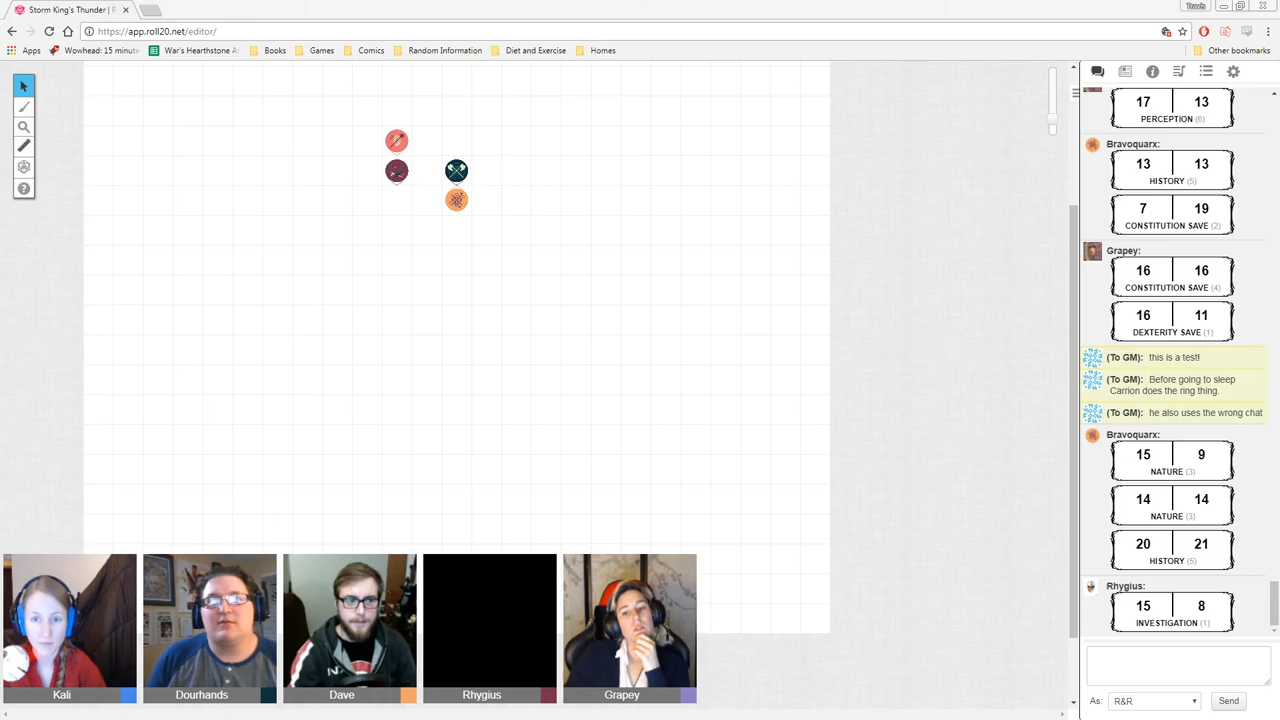 Storm King's Thunder | R
Travis
https://app.roll20.net/editor/
Apps
Wowhead: 15 minute
War's Hearthstone A
Books
Games
Comics
Random Information
Diet and Exercise
Homes
Other bookmarks
17 13
PERCEPTION (6)
Bravoquarx:
13 13
HISTORY (5)
7 19
CONSTITUTION SAVE (2)
Grapey:
16 16
CONSTITUTION SAVE (4)
16 11
DEXTERITY SAVE (1)
(To GM): this is a test!
(To GM): Before going to sleep
Carrion does the ring thing.
(To GM): he also uses the wrong chat
Bravoquarx:
15 9
NATURE (3)
14 14
NATURE (3)
20 21
HISTORY (5)
Rhygius:
15 8
INVESTIGATION (1)
As: R&R
Send
Kali
Dourhands
Dave
Rhygius
Grapey